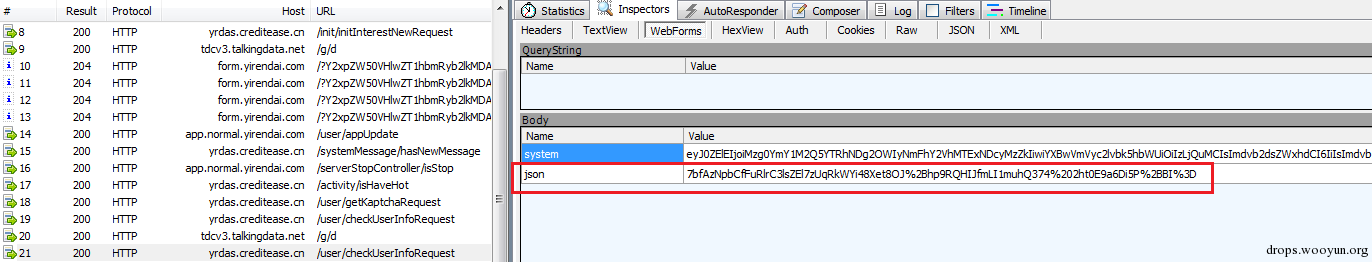 # Result Protocol Host URL
8 200 HTTP yrdas.creditease.cn /init/initInterestNewRequest
9 200 HTTP tdcv3.talkingdata.net /g/d
10 204 HTTP form.yirendai.com /?Y2xpZW50VHlwZT1hbmRyb2lkMDA
11 204 HTTP form.yirendai.com /?Y2xpZW50VHlwZT1hbmRyb2lkMDA
12 204 HTTP form.yirendai.com /?Y2xpZW50VHlwZT1hbmRyb2lkMDA
13 204 HTTP form.yirendai.com /?Y2xpZW50VHlwZT1hbmRyb2lkMDA
14 200 HTTP app.normal.yirendai.com /user/appUpdate
15 200 HTTP yrdas.creditease.cn /systemMessage/hasNewMessage
16 200 HTTP app.normal.yirendai.com /serverStopController/isStop
17 200 HTTP yrdas.creditease.cn /activity/isHaveHot
18 200 HTTP yrdas.creditease.cn /user/getKaptchaRequest
19 200 HTTP yrdas.creditease.cn /user/checkUserInfoRequest
20 200 HTTP tdcv3.talkingdata.net /g/d
21 200 HTTP yrdas.creditease.cn /user/checkUserInfoRequest
Statistics Inspectors AutoResponder Composer Log Filters Timeline
Headers TextView WebForms HexView Auth Cookies Raw JSON XML
QueryString
Name Value
Body
Name Value
system eyJ0ZElEIjoiMzg0YmY1M2Q5YTRhNDg2OWIyNmFhY2VhMTExNDcyMzZkIiwiYXBwVmVyc2lvbk5hbWUiOiIzLjQuMCIsImdvb2dsZWxhdCI6IiIsImdvb
json 7bfAzNpbCfFuRlrC3lsZEl7zUqRkWYi48Xet8OJ%2Bhp9RQHIJfmLI1muhQ374%202ht0E9a6Di5P%2BBI%3D
drops.wooyun.org